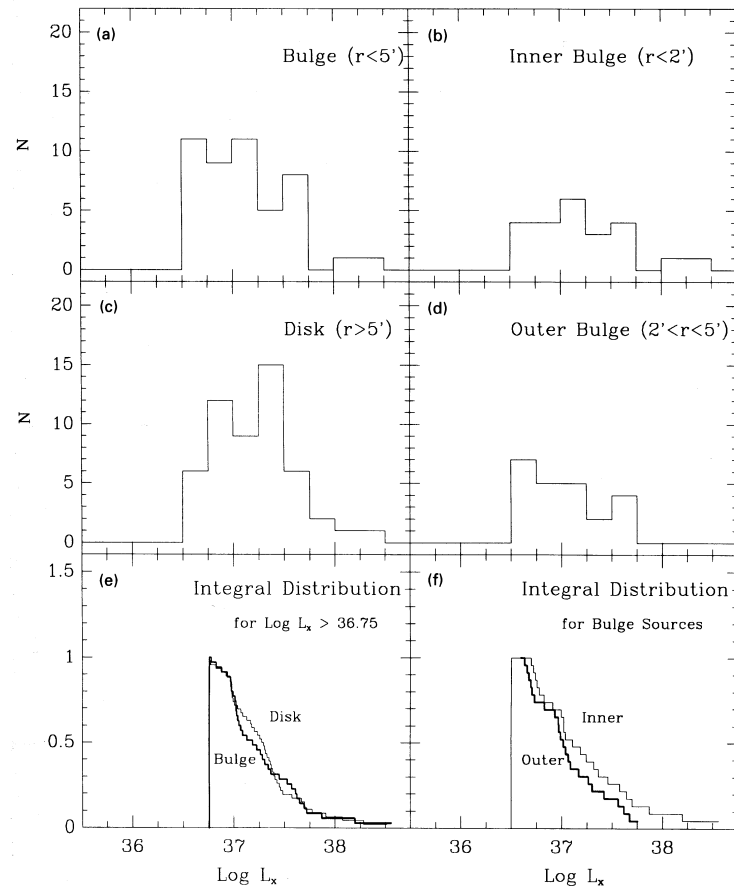 (a)
Bulge (r<5')
(b)
Inner Bulge (r<2')
20
15
10
5
0
N
(c)
Disk (r>5')
(d)
Outer Bulge (2'<r<5')
20
15
10
5
0
N
(e)
Integral Distribution
for Log Lx > 36.75
Disk
Bulge
(f)
Integral Distribution
for Bulge Sources
Inner
Outer
1.5
1
0.5
0
36
37
38
36
37
38
Log Lx
Log Lx